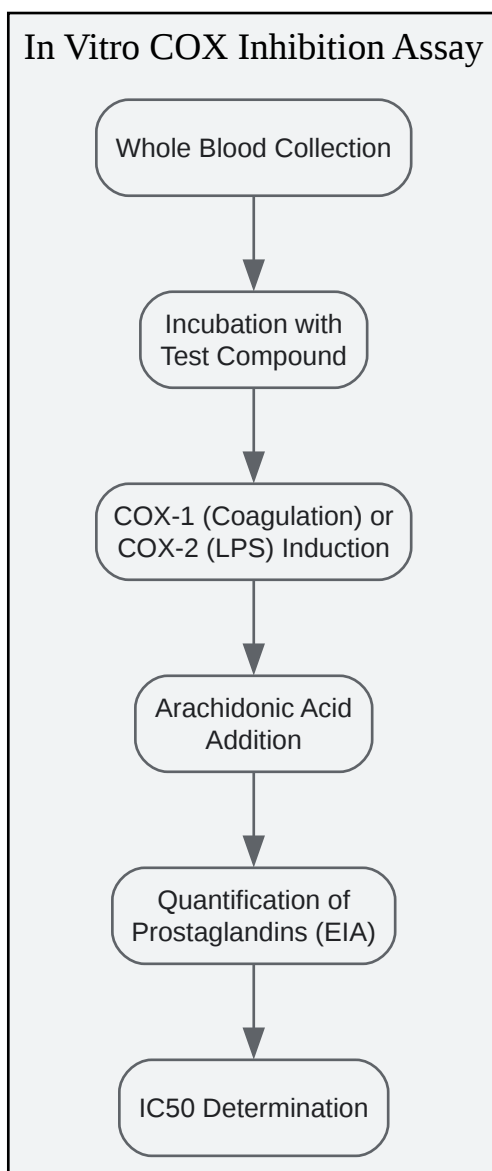 In Vitro COX Inhibition Assay
Whole Blood Collection
Incubation with
Test Compound
COX-1 (Coagulation) or
COX-2 (LPS) Induction
Arachidonic Acid
Addition
Quantification of
Prostaglandins (EIA)
IC50 Determination